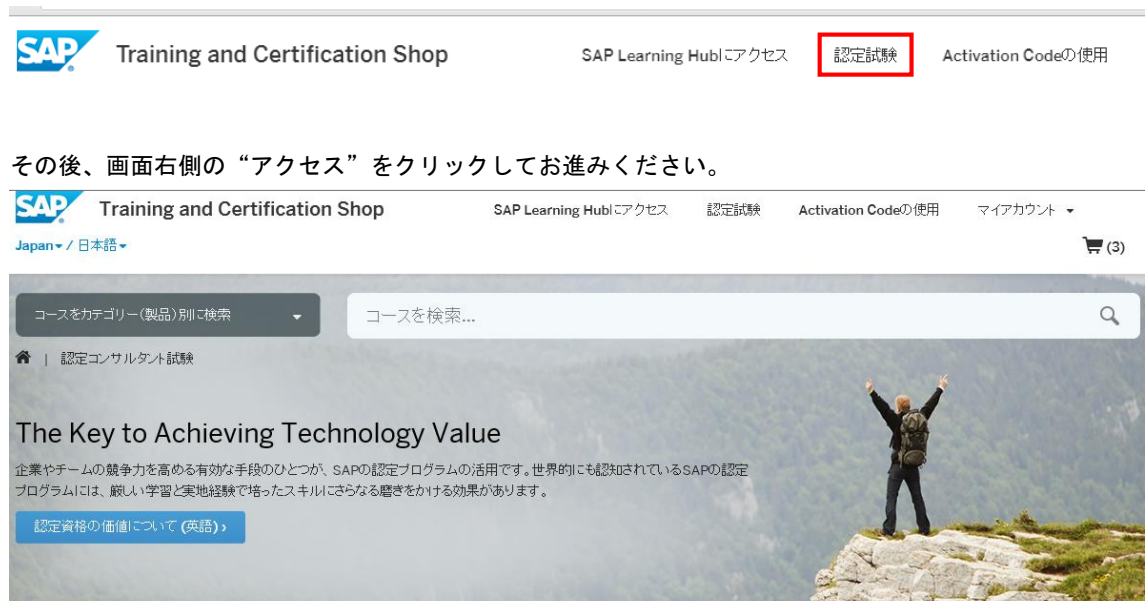 SAP Training and Certification Shop SAP Learning Hubにアクセス 認定試験 Activation Codeの使用
その後、画面右側の“アクセス”をクリックしてお進みください。
SAP Training and Certification Shop SAP Learning Hubにアクセス 認定試験 Activation Codeの使用 マイアカウント
Japan / 日本語 (3)
コースをカテゴリー(製品)別に検索 コースを検索...
| 認定コンサルタント試験
The Key to Achieving Technology Value
企業やチームの競争力を高める有効な手段のひとつが、SAPの認定プログラムの活用です。世界的にも認知されているSAPの認定
プログラムには、厳しい学習と実地経験で培ったスキルにさらなる磨きをかける効果があります。
認定資格の価値について (英語) ›